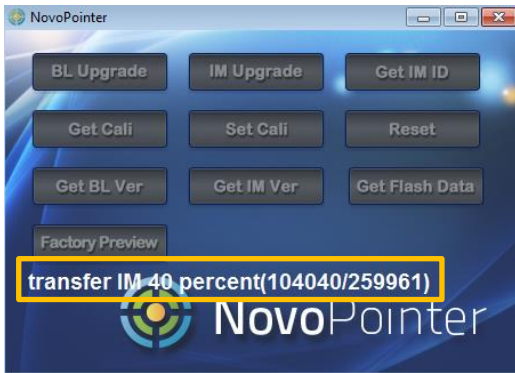 NovoPointer
BL Upgrade IM Upgrade Get IM ID
Get Cali Set Cali Reset
Get BL Ver Get IM Ver Get Flash Data
Factory Preview
transfer IM 40 percent(104040/259961)
NovoPointer